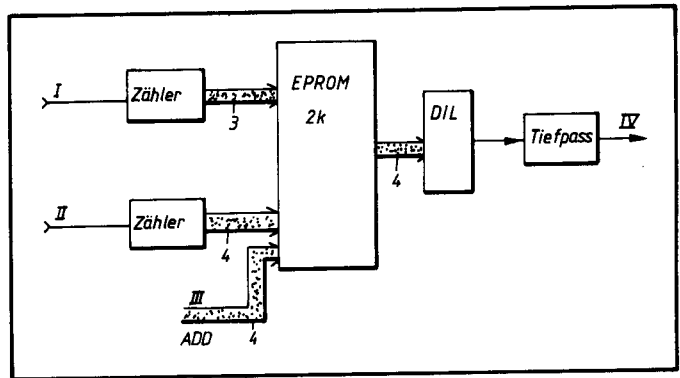 I
Zähler
3
EPROM
2k
DIL
4
Tiefpass
IV
II
Zähler
4
III
ADD
4